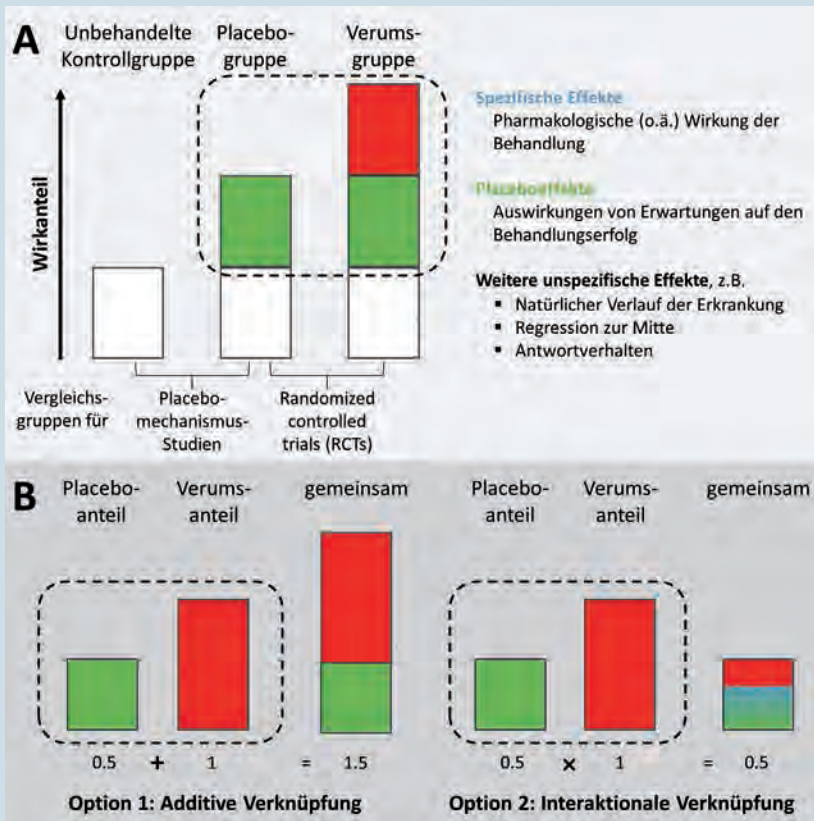 A
Unbehandelte
Kontrollgruppe
Placebo-
gruppe
Verums-
gruppe
Wirkanteil
Spezifische Effekte
Pharmakologische (o.ä.) Wirkung der
Behandlung
Placeboeffekte
Auswirkungen von Erwartungen auf den
Behandlungserfolg
Weitere unspezifische Effekte, z.B.
▪ Natürlicher Verlauf der Erkrankung
▪ Regression zur Mitte
▪ Antwortverhalten
Vergleichs-
gruppen für
Placebo-
mechanismus-
Studien
Randomized
controlled
trials (RCTs)
B
Placebo-
anteil
Verums-
anteil
gemeinsam
0.5 + 1 = 1.5
Option 1: Additive Verknüpfung
Placebo-
anteil
Verums-
anteil
gemeinsam
0.5 × 1 = 0.5
Option 2: Interaktionale Verknüpfung